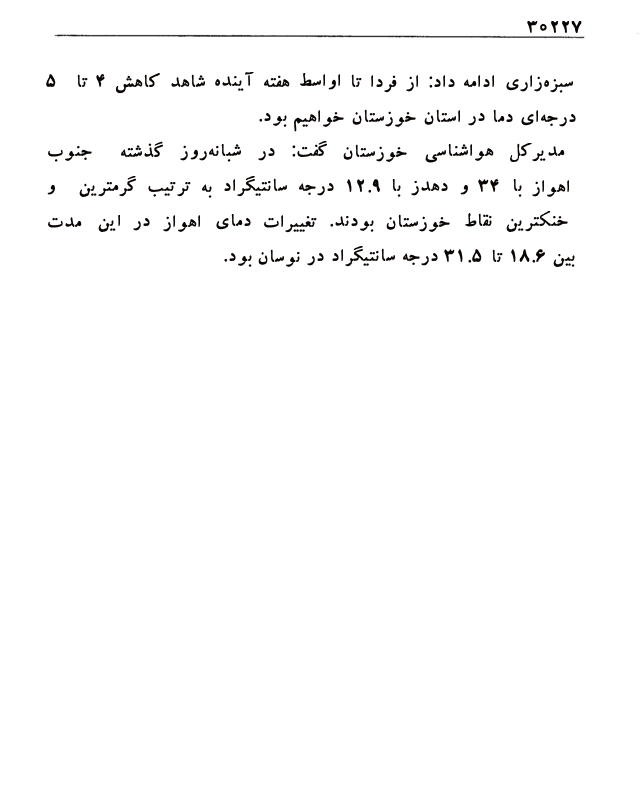 ۳۰۲۲۷
سبزه‌زاری ادامه داد: از فردا تا اواسط هفته آینده شاهد کاهش ۴ تا ۵
درجه‌ای دما در استان خوزستان خواهیم بود.
مدیرکل هواشناسی خوزستان گفت: در شبانه‌روز گذشته جنوب
اهواز با ۳۴ و دهدز با ۱۲.۹ درجه سانتیگراد به ترتیب گرمترین و
خنکترین نقاط خوزستان بودند. تغییرات دمای اهواز در این مدت
بین ۱۸.۶ تا ۳۱.۵ درجه سانتیگراد در نوسان بود.